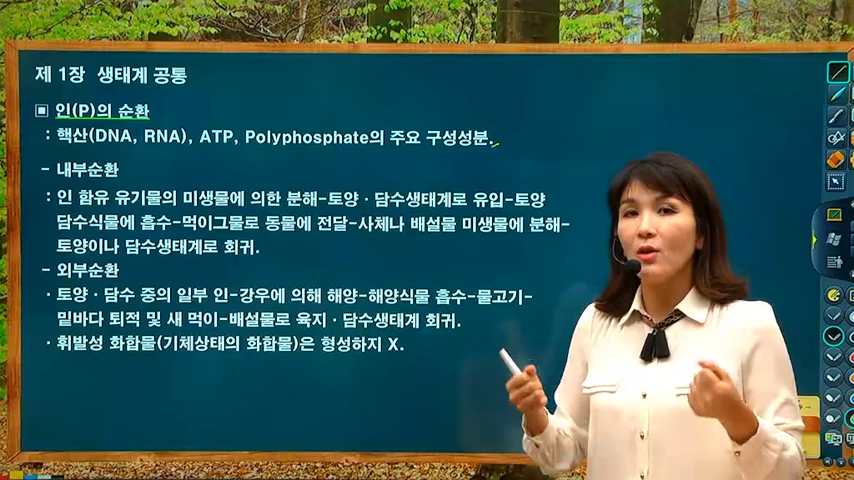 제 1장 생태계 공통
▣ 인(P)의 순환
: 핵산(DNA, RNA), ATP, Polyphosphate의 주요 구성성분.
- 내부순환
: 인 함유 유기물의 미생물에 의한 분해-토양 · 담수생태계로 유입-토양
담수식물에 흡수-먹이그물로 동물에 전달-사체나 배설물 미생물에 분해-
토양이나 담수생태계로 회귀.
- 외부순환
· 토양 · 담수 중의 일부 인-강우에 의해 해양-해양식물 흡수-물고기-
밑바다 퇴적 및 새 먹이-배설물로 육지 · 담수생태계 회귀.
· 휘발성 화합물(기체상태의 화합물)은 형성하지 X.